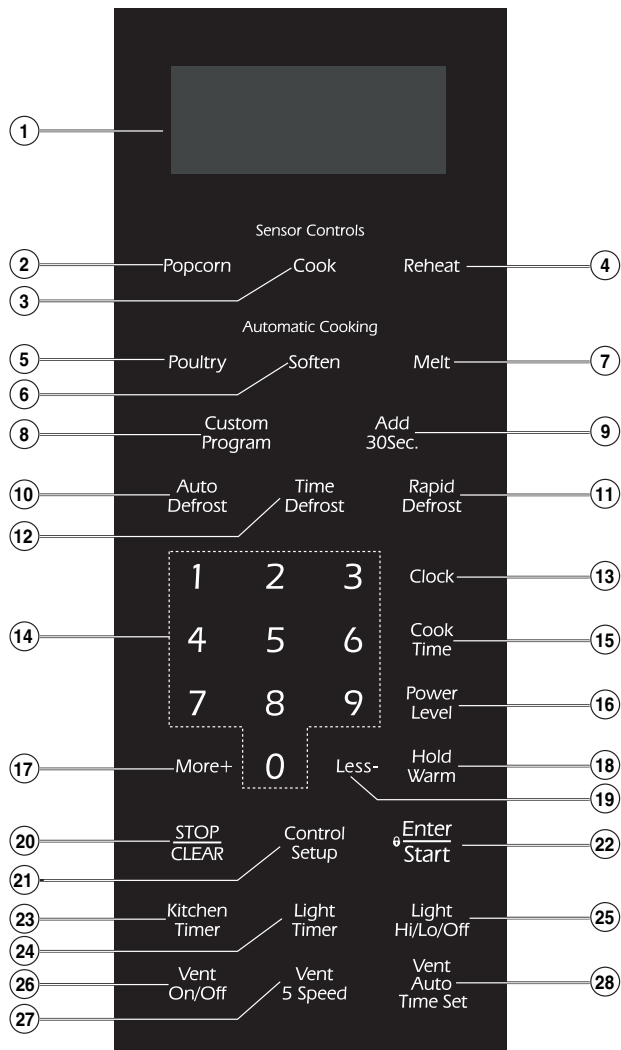 1
Sensor Controls
2 Popcorn Cook Reheat 4
3
Automatic Cooking
5 Poultry Soften Melt 7
6
8 Custom Program Add 30Sec. 9
10 Auto Defrost Time Defrost Rapid Defrost 11
12
1 2 3 Clock 13
14 4 5 6 Cook Time 15
7 8 9 Power Level 16
17 More+ 0 Less- Hold Warm 18
19
20 STOP CLEAR Control Setup Enter Start 22
21
23 Kitchen Timer Light Timer Light Hi/Lo/Off 25
24
26 Vent On/Off Vent 5 Speed Vent Auto Time Set 28
27